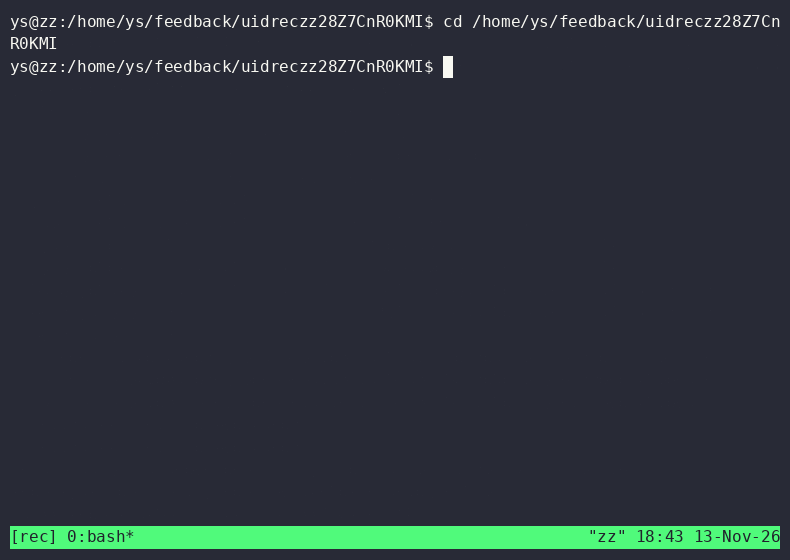 ys@zz:/home/ys/feedback/uidreczz28Z7CnR0KMI$ cd /home/ys/feedback/uidreczz28Z7Cn
R0KMI
ys@zz:/home/ys/feedback/uidreczz28Z7CnR0KMI$
[rec] 0:bash* "zz" 18:43 13-Nov-26